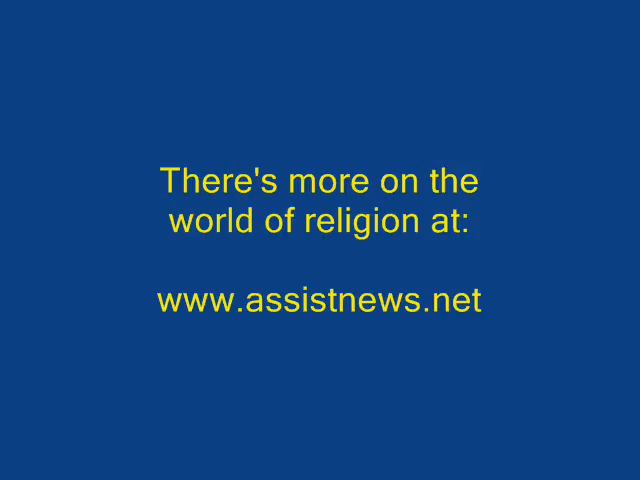 There's more on the
world of religion at:
www.assistnews.net